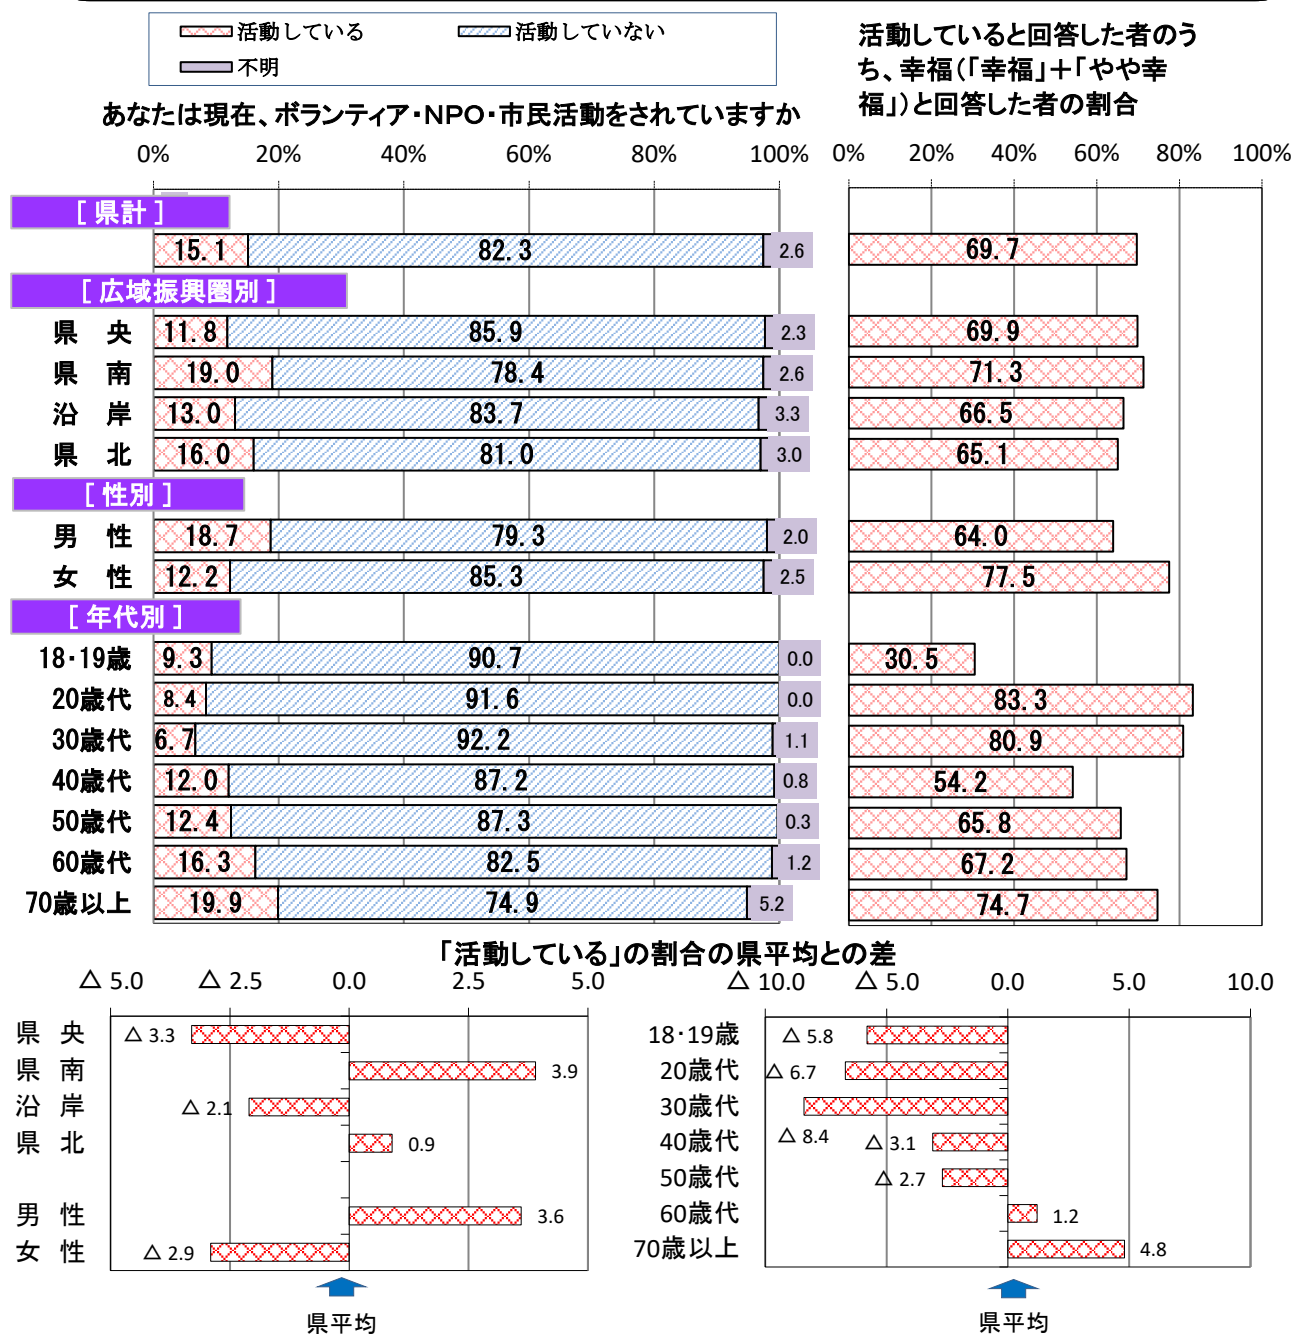 活動している 活動していない
不明
活動していると回答した者のう
ち、幸福(「幸福」+「やや幸
福」)と回答した者の割合
あなたは現在、ボランティア・NPO・市民活動をされていますか
0% 20% 40% 60% 80% 100% 0% 20% 40% 60% 80% 100%
[ 県計 ]
15.1 82.3 2.6 69.7
[ 広域振興圏別 ]
県 央 11.8 85.9 2.3 69.9
県 南 19.0 78.4 2.6 71.3
沿 岸 13.0 83.7 3.3 66.5
県 北 16.0 81.0 3.0 65.1
[ 性別 ]
男 性 18.7 79.3 2.0 64.0
女 性 12.2 85.3 2.5 77.5
[ 年代別 ]
18・19歳 9.3 90.7 0.0 30.5
20歳代 8.4 91.6 0.0 83.3
30歳代 6.7 92.2 1.1 80.9
40歳代 12.0 87.2 0.8 54.2
50歳代 12.4 87.3 0.3 65.8
60歳代 16.3 82.5 1.2 67.2
70歳以上 19.9 74.9 5.2 74.7
「活動している」の割合の県平均との差
△ 5.0 △ 2.5 0.0 2.5 5.0
県 央 △ 3.3
県 南 3.9
沿 岸 △ 2.1
県 北 0.9
男 性 3.6
女 性 △ 2.9
県平均
△ 10.0 △ 5.0 0.0 5.0 10.0
18・19歳 △ 5.8
20歳代 △ 6.7
30歳代 △ 8.4
40歳代 △ 3.1
50歳代 △ 2.7
60歳代 1.2
70歳以上 4.8
県平均